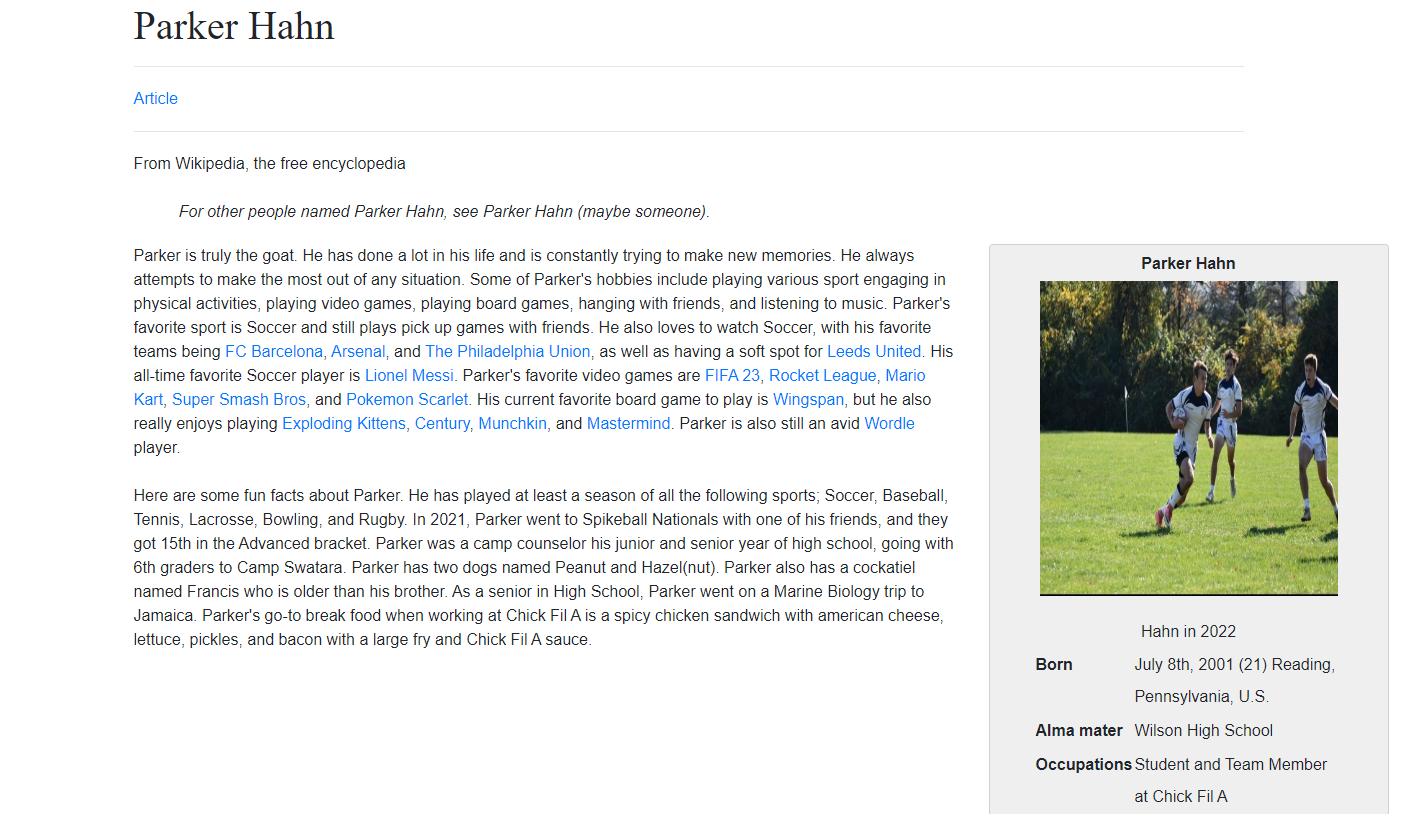 Parker Hahn
Article
From Wikipedia, the free encyclopedia
For other people named Parker Hahn, see Parker Hahn (maybe someone).
Parker is truly the goat. He has done a lot in his life and is constantly trying to make new memories. He always
attempts to make the most out of any situation. Some of Parker's hobbies include playing various sport engaging in
physical activities, playing video games, playing board games, hanging with friends, and listening to music. Parker's
favorite sport is Soccer and still plays pick up games with friends. He also loves to watch Soccer, with his favorite
teams being FC Barcelona, Arsenal, and The Philadelphia Union, as well as having a soft spot for Leeds United. His
all-time favorite Soccer player is Lionel Messi. Parker's favorite video games are FIFA 23, Rocket League, Mario
Kart, Super Smash Bros, and Pokemon Scarlet. His current favorite board game to play is Wingspan, but he also
really enjoys playing Exploding Kittens, Century, Munchkin, and Mastermind. Parker is also still an avid Wordle
player.
Here are some fun facts about Parker. He has played at least a season of all the following sports; Soccer, Baseball,
Tennis, Lacrosse, Bowling, and Rugby. In 2021, Parker went to Spikeball Nationals with one of his friends, and they
got 15th in the Advanced bracket. Parker was a camp counselor his junior and senior year of high school, going with
6th graders to Camp Swatara. Parker has two dogs named Peanut and Hazel(nut). Parker also has a cockatiel
named Francis who is older than his brother. As a senior in High School, Parker went on a Marine Biology trip to
Jamaica. Parker's go-to break food when working at Chick Fil A is a spicy chicken sandwich with american cheese,
lettuce, pickles, and bacon with a large fry and Chick Fil A sauce.
Parker Hahn
Hahn in 2022
Born July 8th, 2001 (21) Reading,
Pennsylvania, U.S.
Alma mater Wilson High School
Occupations Student and Team Member
at Chick Fil A